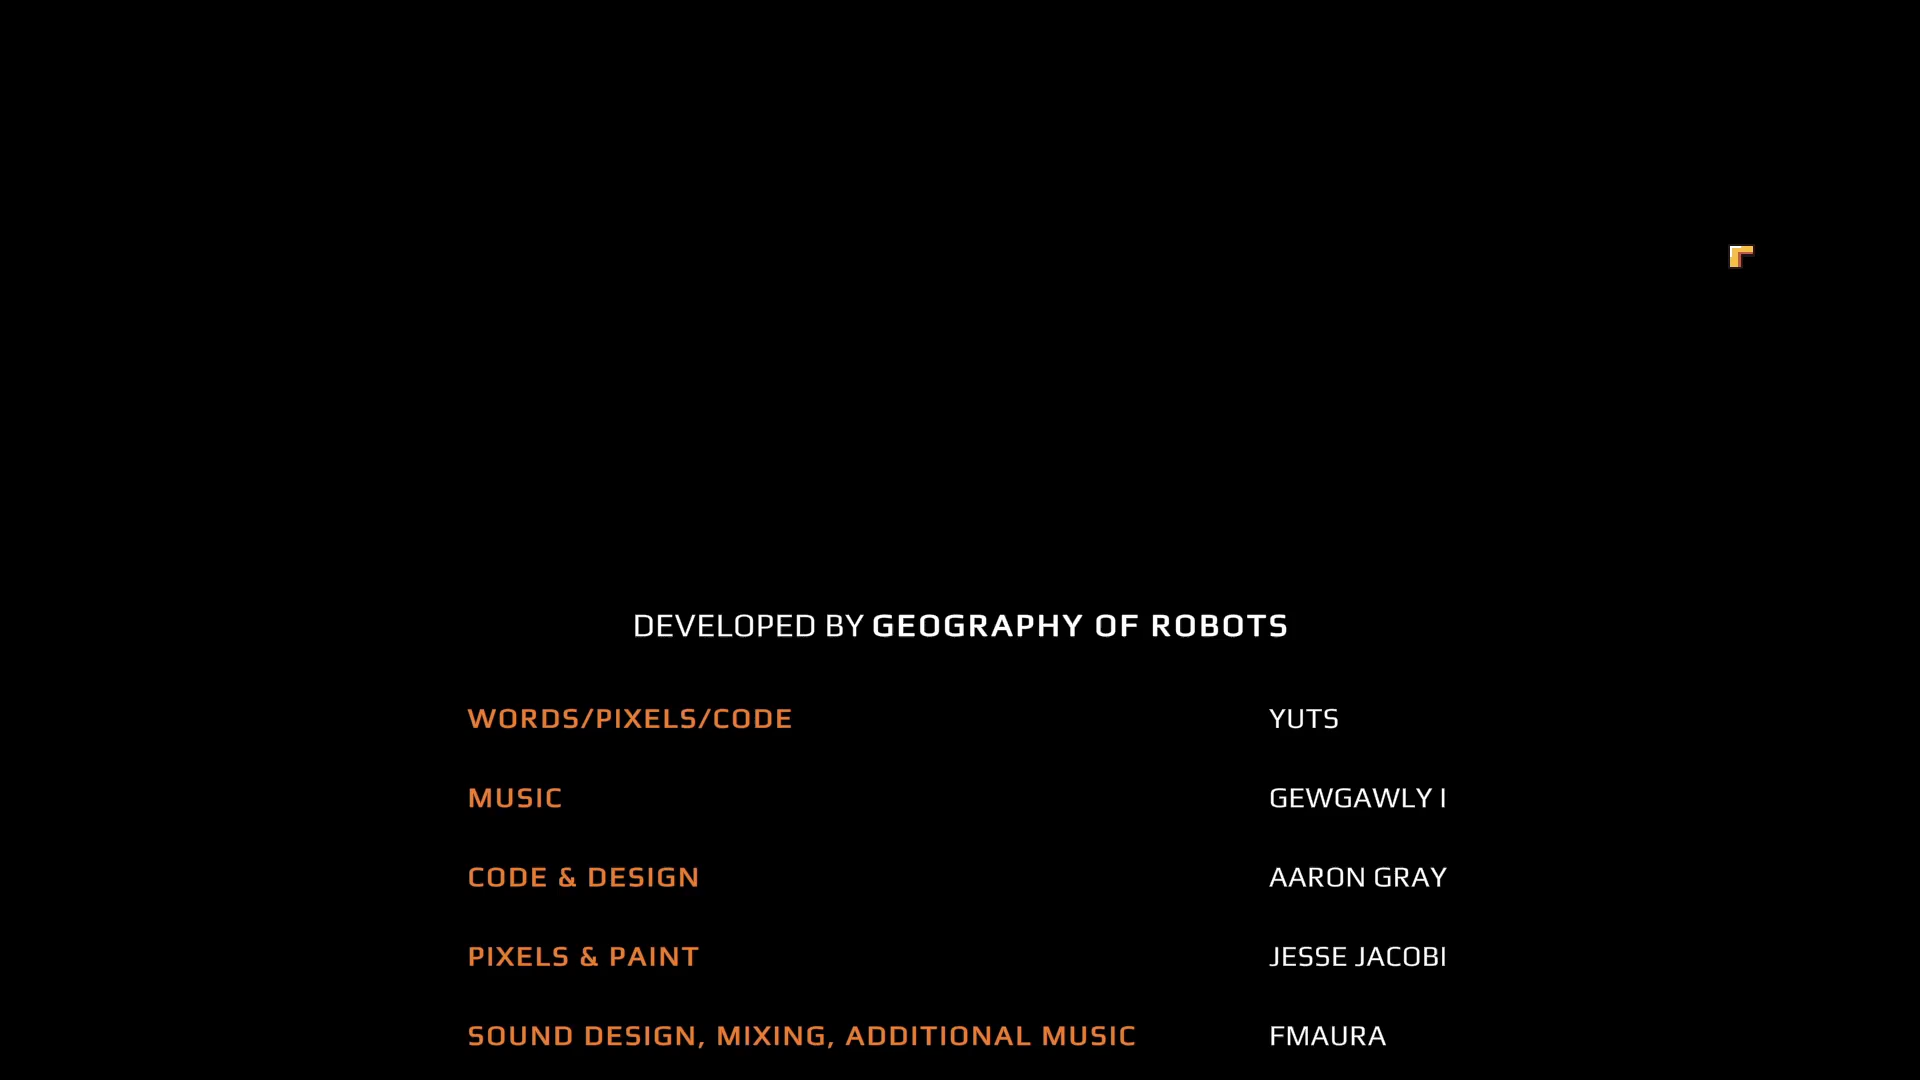 DEVELOPED BY GEOGRAPHY OF ROBOTS
WORDS/PIXELS/CODE YUTS
MUSIC GEWGAWLY I
CODE & DESIGN AARON GRAY
PIXELS & PAINT JESSE JACOBI
SOUND DESIGN, MIXING, ADDITIONAL MUSIC FMAURA